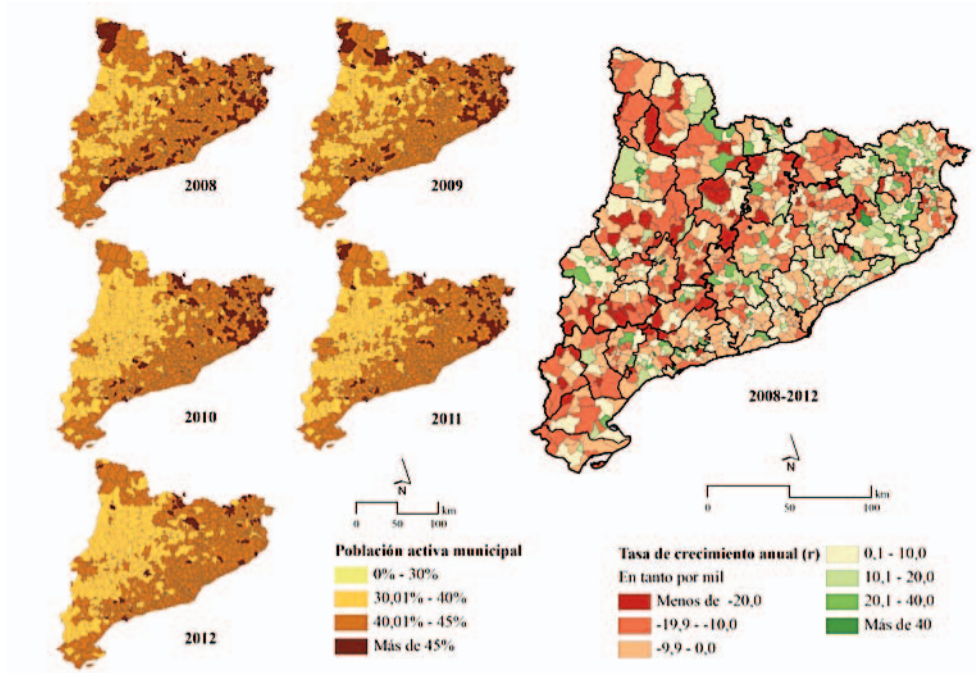 2008
2009
2010
2011
2012
2008-2012
N
0 50 100
km
N
0 50 100
km
Población activa municipal
0% - 30%
30,01% - 40%
40,01% - 45%
Más de 45%
Tasa de crecimiento anual (r)
En tanto por mil
Menos de -20,0
-19,9 - -10,0
-9,9 - 0,0
0,1 - 10,0
10,1 - 20,0
20,1 - 40,0
Más de 40